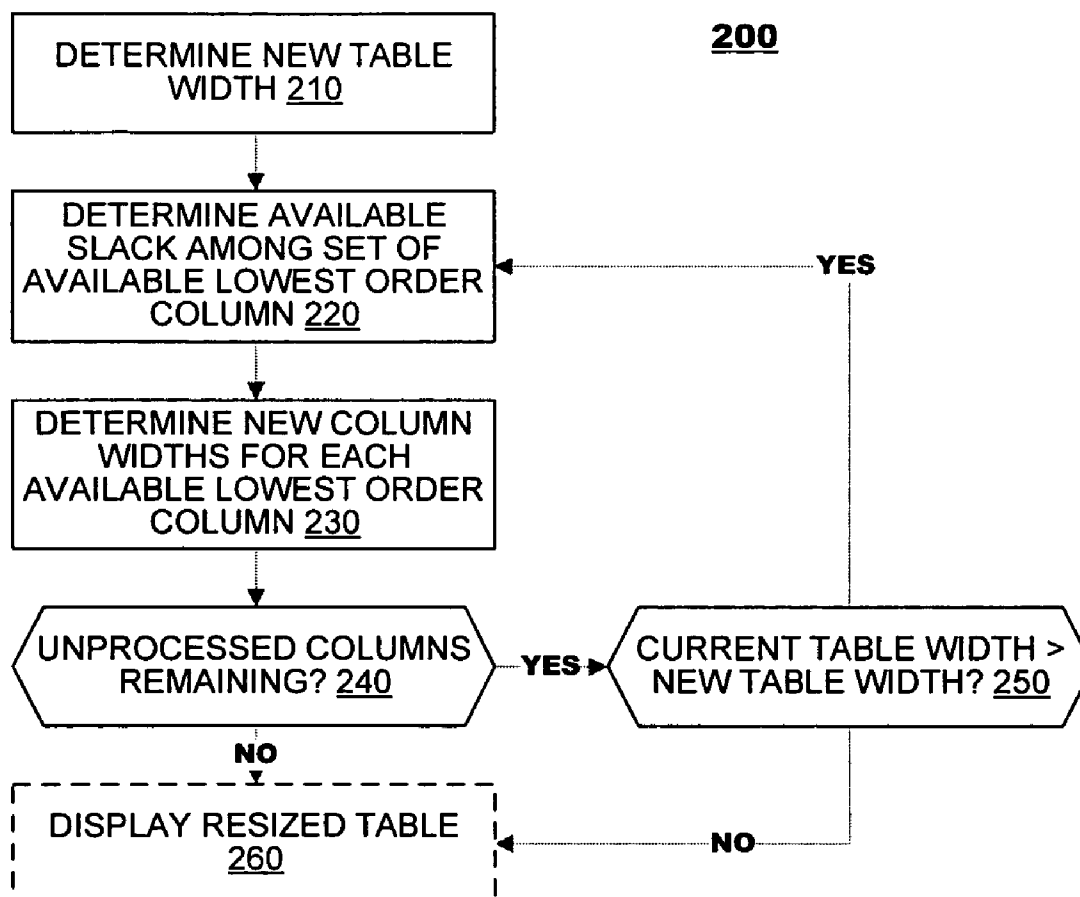 200
DETERMINE NEW TABLE
WIDTH 210
DETERMINE AVAILABLE
SLACK AMONG SET OF
AVAILABLE LOWEST ORDER
COLUMN 220
YES
DETERMINE NEW COLUMN
WIDTHS FOR EACH
AVAILABLE LOWEST ORDER
COLUMN 230
UNPROCESSED COLUMNS
REMAINING? 240
YES
CURRENT TABLE WIDTH >
NEW TABLE WIDTH? 250
NO
DISPLAY RESIZED TABLE
260
NO